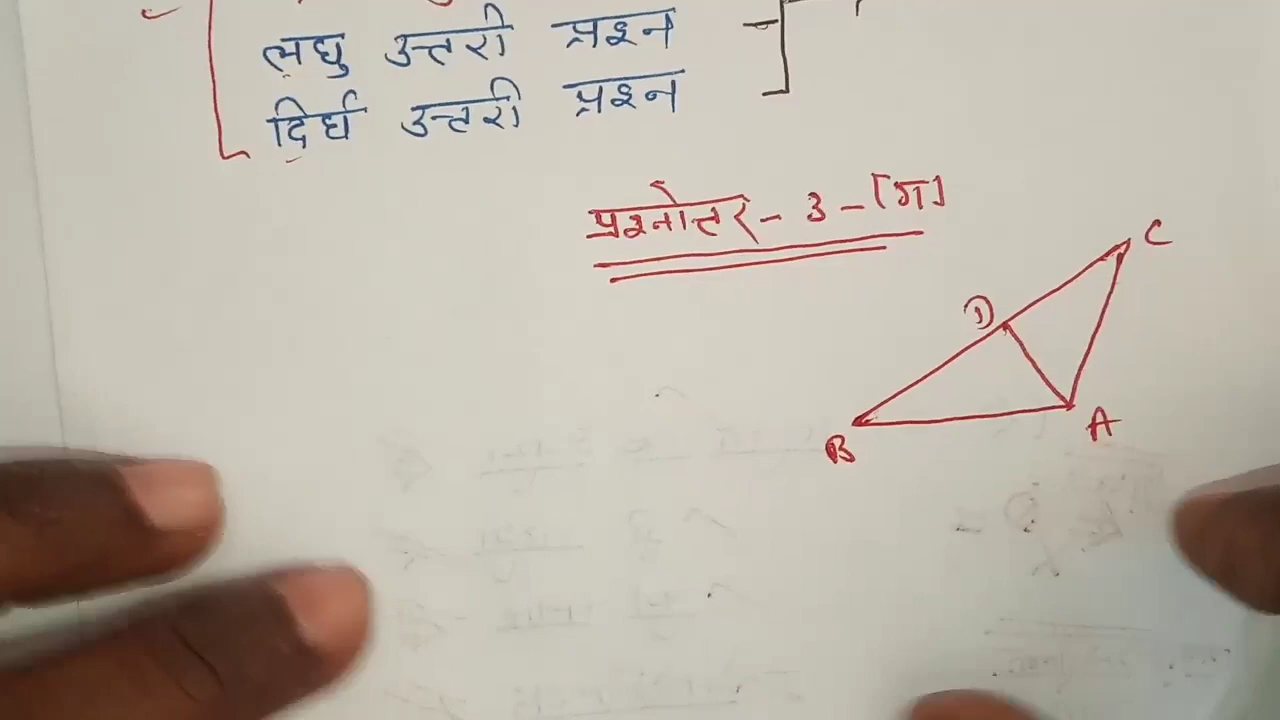 लघु उत्तरी प्रश्न
दिर्घ उत्तरी प्रश्न
प्रश्नोत्तर - 3 - [ग]
C
D
A
B